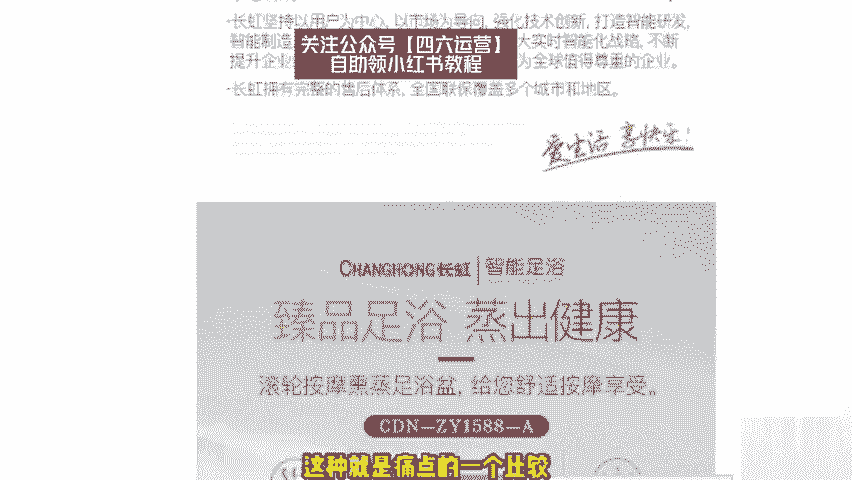 长虹坚持以用户为中心, 以市场为导向, 强化技术创新, 打造智能研发,
智能制造 大实时智能化战略, 不断
提升企业 为全球值得尊重的企业。
关注公众号【四六运营】
自助领小红书教程
长虹拥有完整的售后体系, 全国联保覆盖多个城市和地区。
爱生活 享快乐!
CHANGHONG长虹 | 智能足浴
臻品足浴 蒸出健康
滚轮按摩熏蒸足浴盆, 给您舒适按摩享受。
CDN-ZY1588-A
这种就是痛点的一个比较